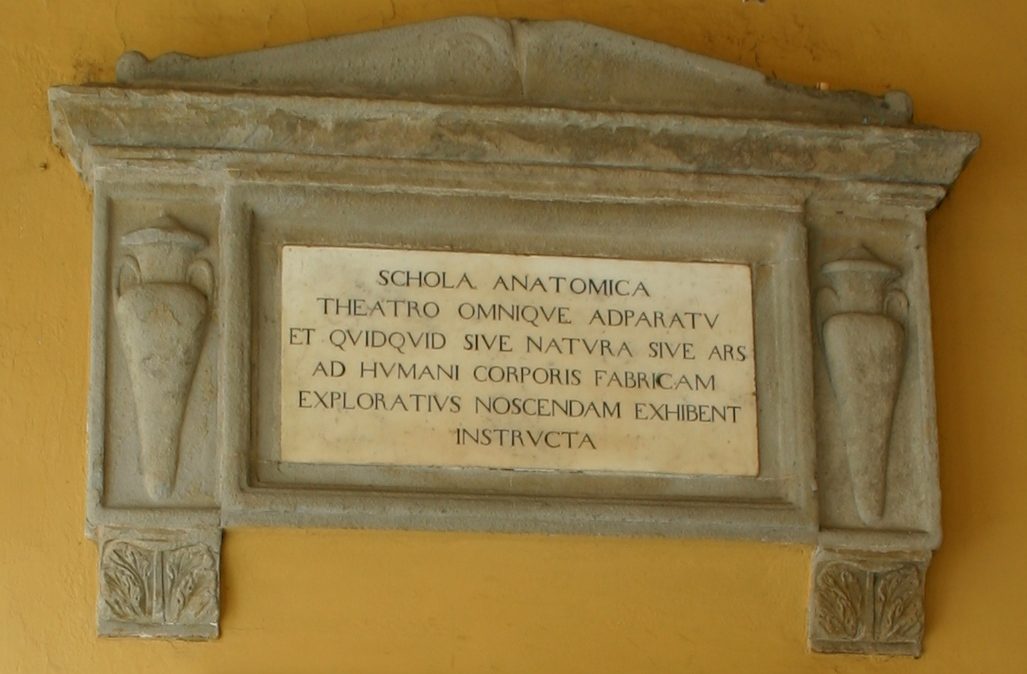 SCHOLA ANATOMICA
THEATRO OMNIQVE ADPARATV
ET QVIDQVID SIVE NATVRA SIVE ARS
AD HVMANI CORPORIS FABRICAM
EXPLORATIVS NOSCENDAM EXHIBENT
INSTRVCTA